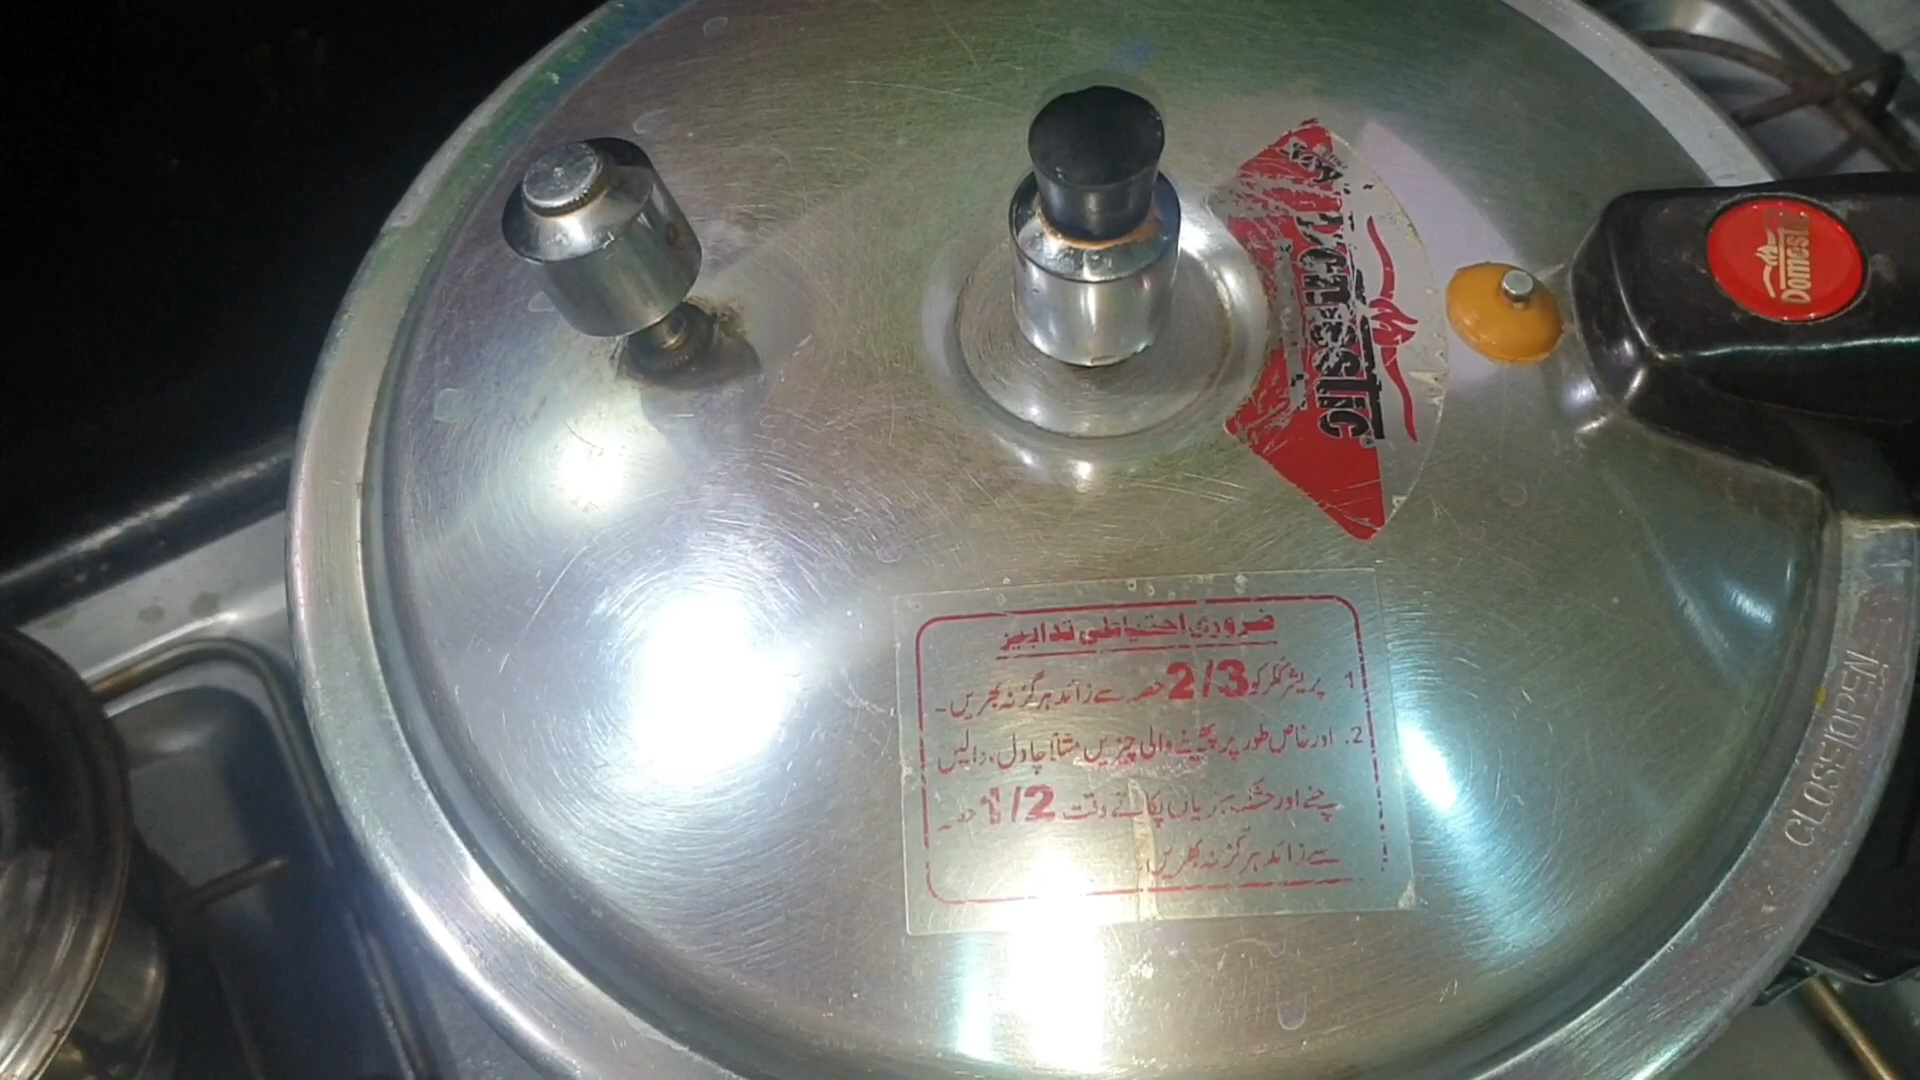 DOMESTIC
Domestic
ضروری احتیاطی تدابیر
1. پریشر ککر کو 2/3 حصہ سے زائد ہرگز نہ بھریں۔
2. اور خاص طور پر پھولنے والی چیزیں مثلاً چاول، دالیں
چنے اور خشک سبزیاں پکاتے وقت 1/2 حصہ
سے زائد ہرگز نہ بھریں۔
CLOSE|OPEN